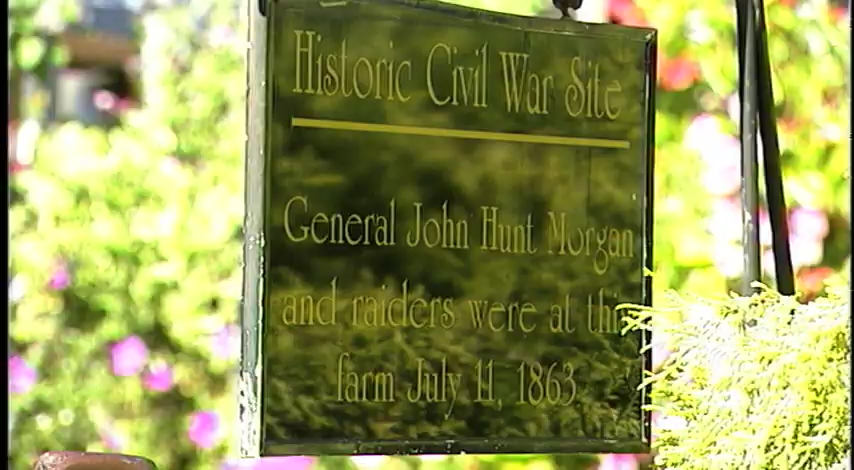 Historic Civil War Site
General John Hunt Morgan
and raiders were at this
farm July 11, 1863